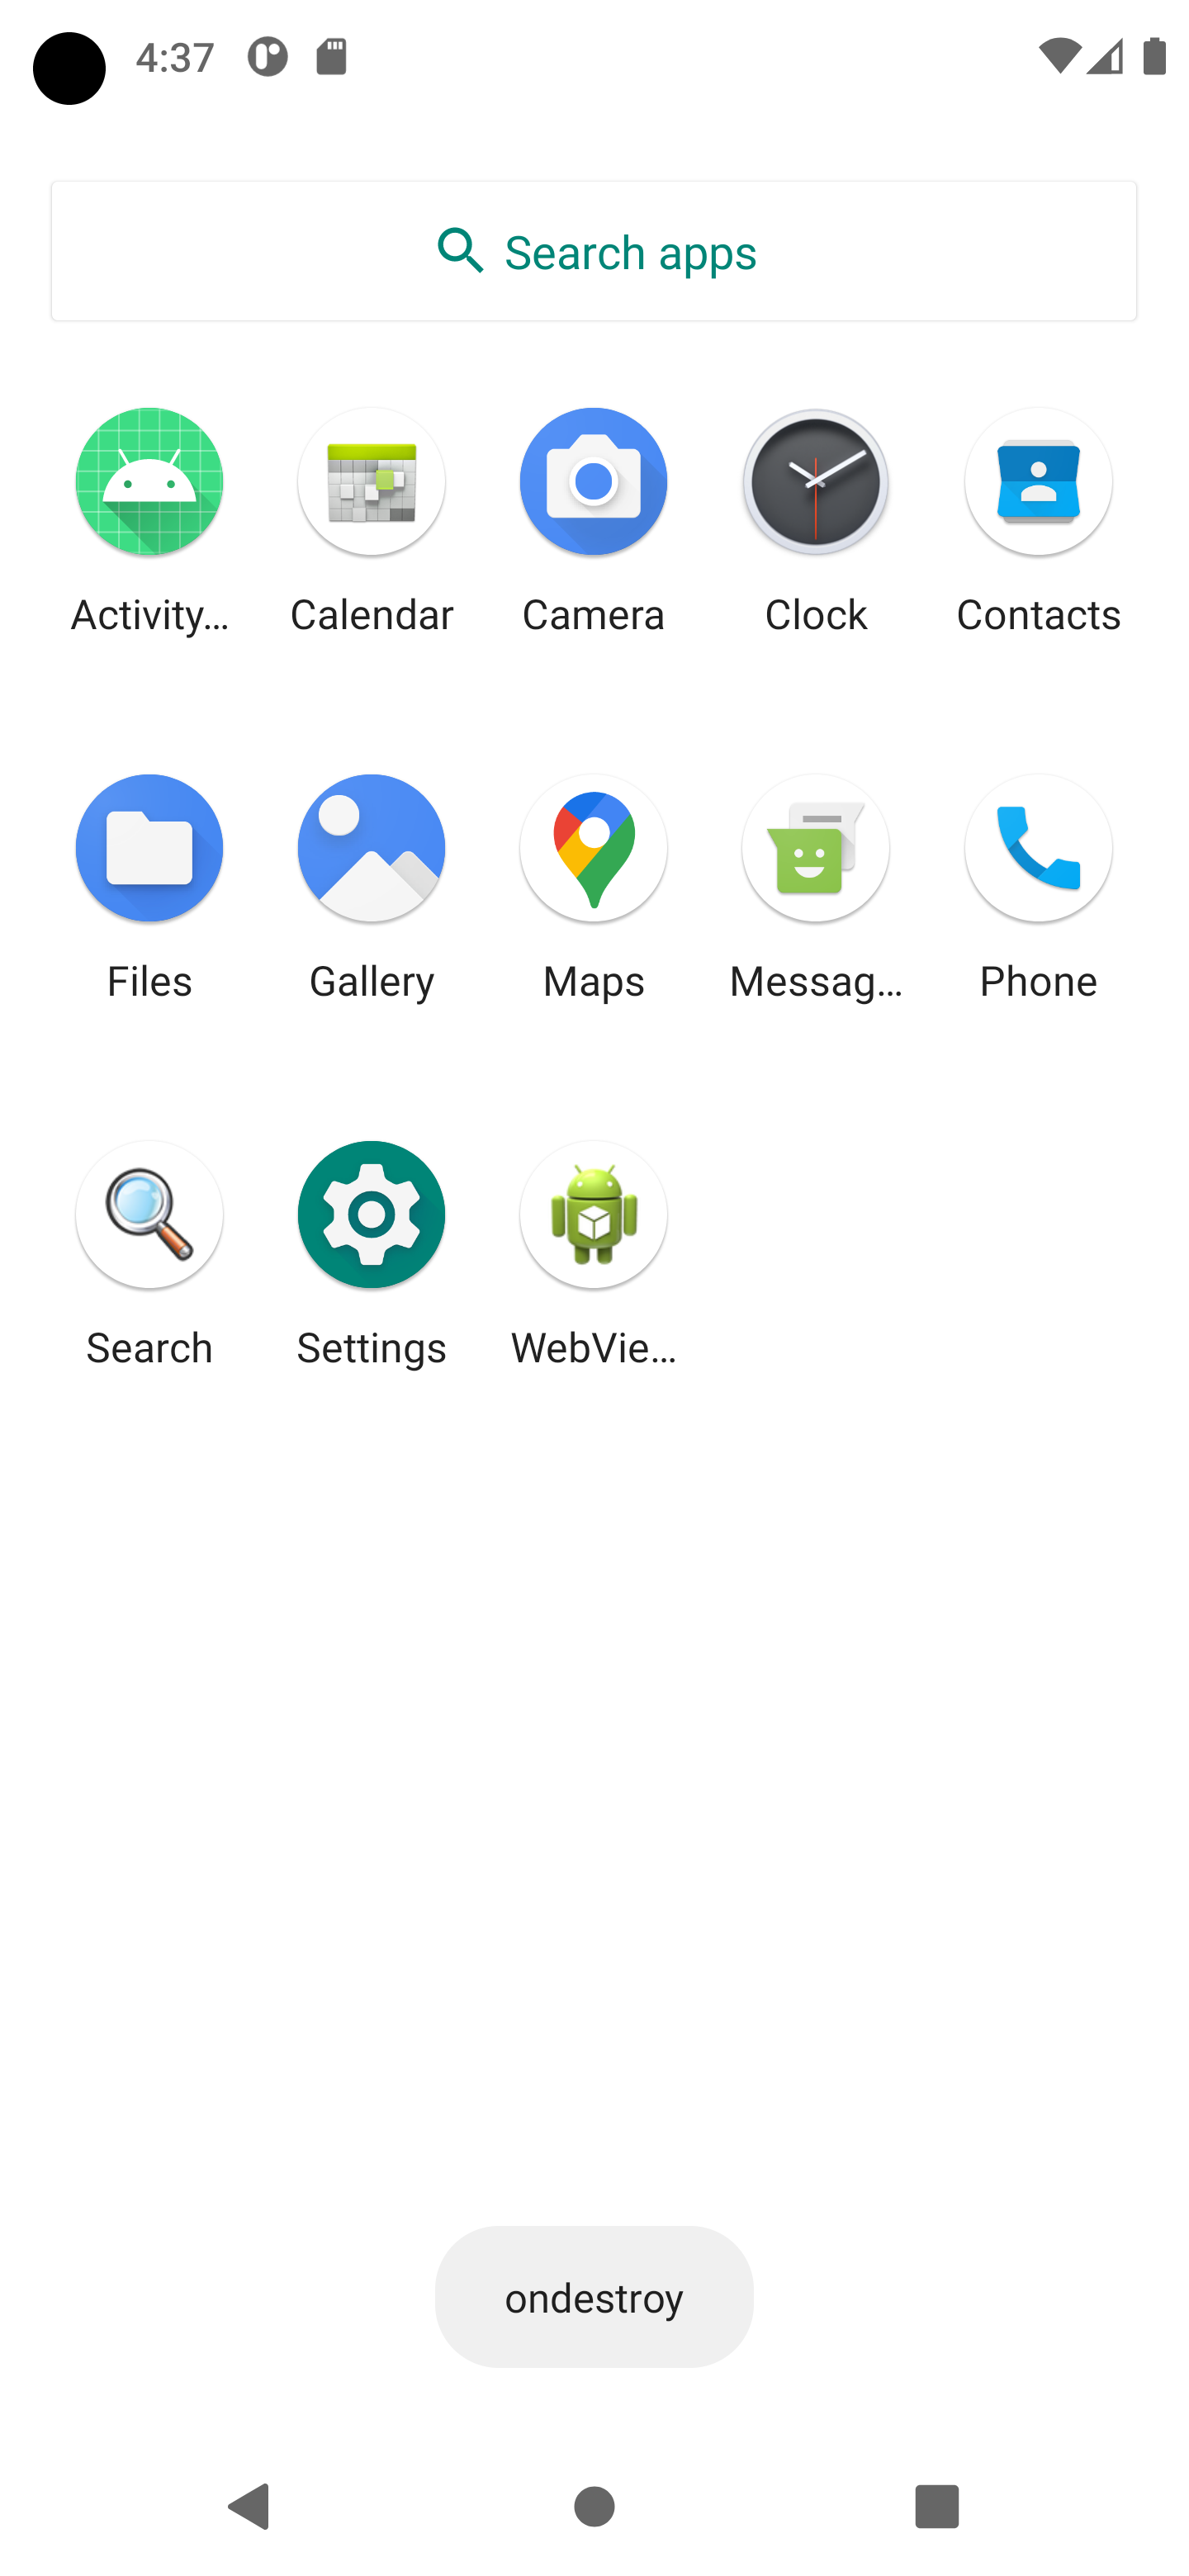 4:37
Search apps
Activity…
Calendar
Camera
Clock
Contacts
Files
Gallery
Maps
Messag…
Phone
Search
Settings
WebVie…
ondestroy